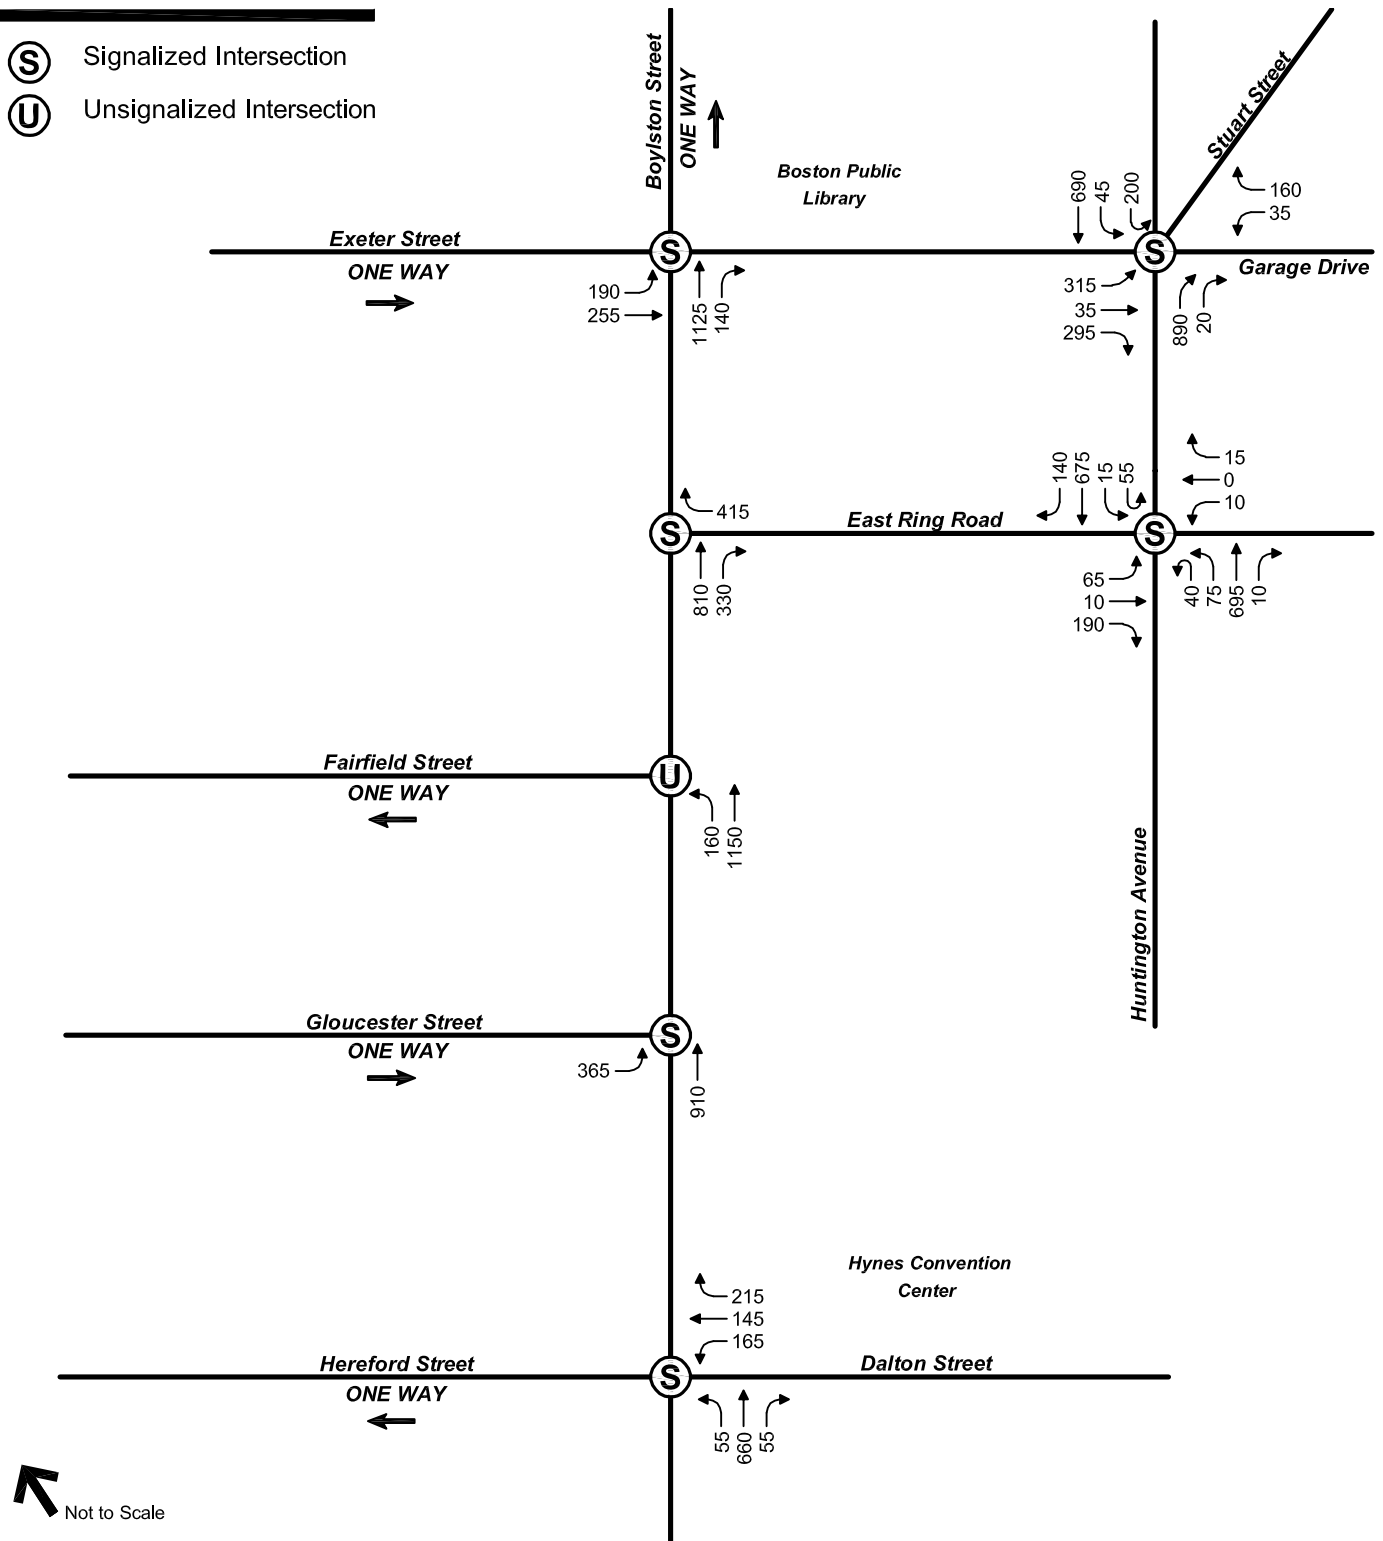 S Signalized Intersection
U Unsignalized Intersection
Boylston Street
ONE WAY
Boston Public
Library
Stuart Street
690
45
200
160
35
Exeter Street
ONE WAY
S
S
Garage Drive
190
255
1125
140
315
35
295
890
20
140
675
15
55
15
0
10
415
East Ring Road
S
S
810
330
65
10
190
40
75
695
10
Fairfield Street
ONE WAY
U
160
1150
Huntington Avenue
Gloucester Street
ONE WAY
S
365
910
Hynes Convention
Center
215
145
165
Hereford Street
ONE WAY
S
Dalton Street
55
660
55
Not to Scale